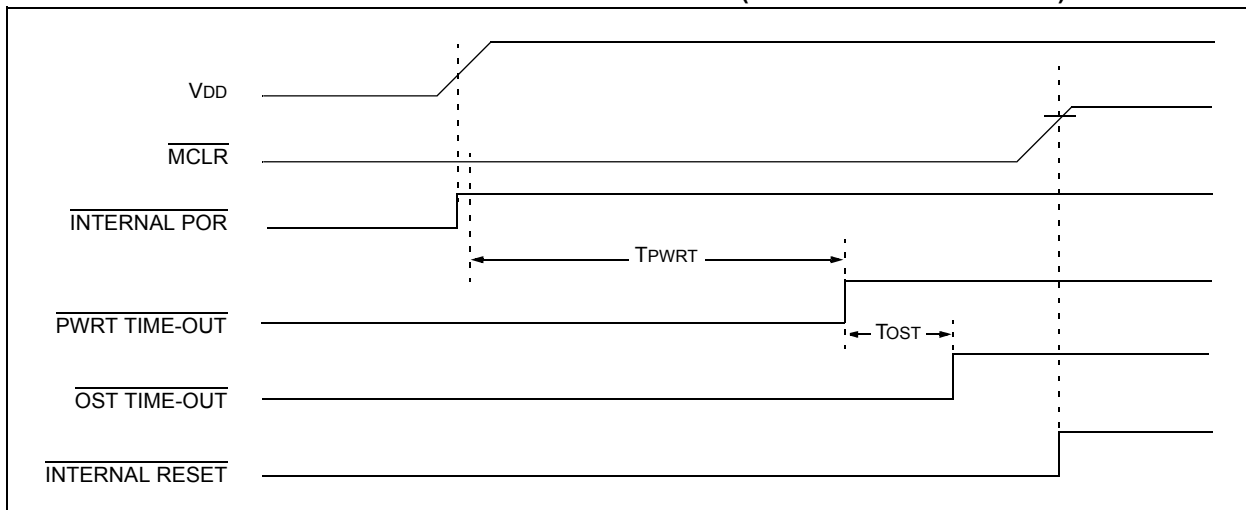 VDD
MCLR
INTERNAL POR
TPWRT
PWRT TIME-OUT
TOST
OST TIME-OUT
INTERNAL RESET